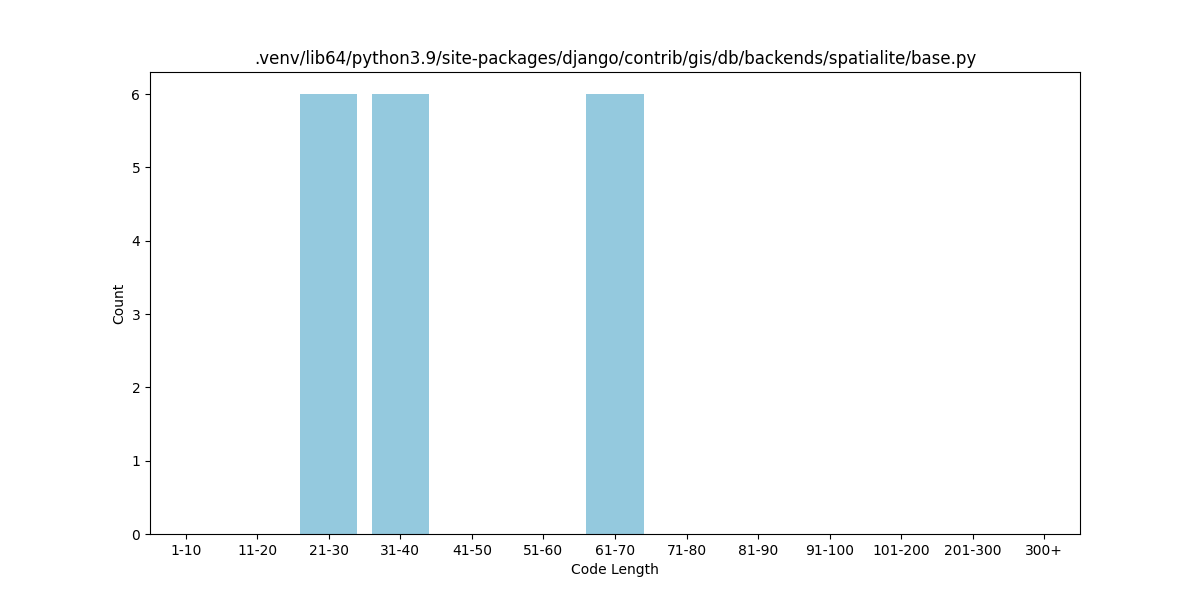 .venv/lib64/python3.9/site-packages/django/contrib/gis/db/backends/spatialite/base.py
6
5
4
3
2
1
0
Count
1-10 11-20 21-30 31-40 41-50 51-60 61-70 71-80 81-90 91-100 101-200 201-300 300+
Code Length